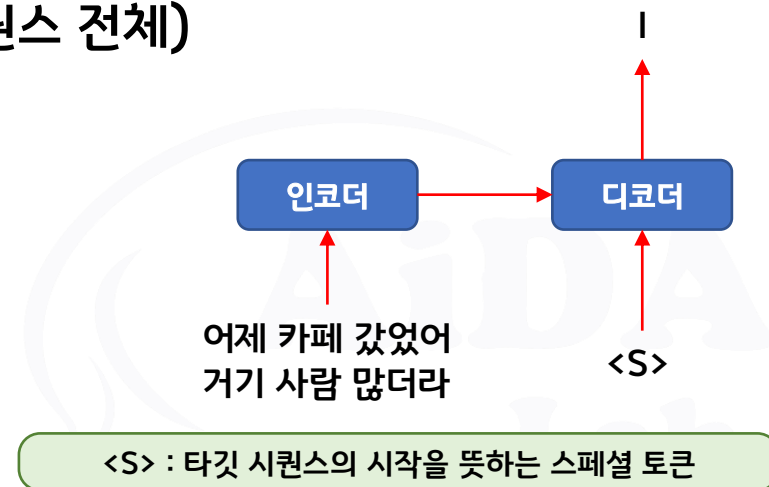 퀀스 전체)
I
인코더
디코더
어제 카페 갔었어
거기 사람 많더라
<S>
<S> : 타깃 시퀀스의 시작을 뜻하는 스페셜 토큰
AiDA
Lab